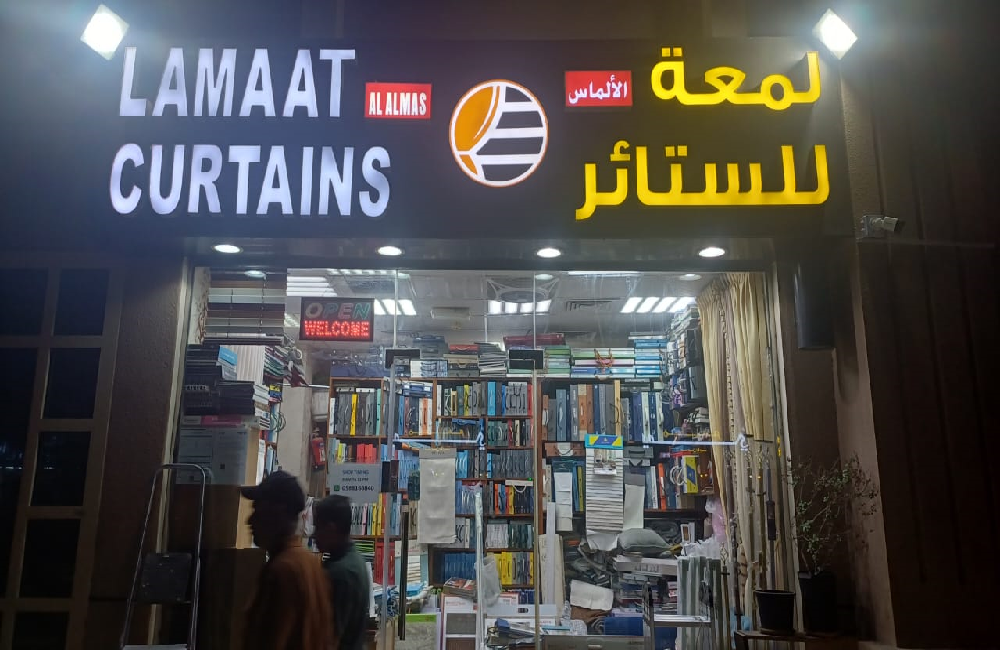 LAMAAT
AL ALMAS
CURTAINS
لمعة
الألماس
للستائر
OPEN
WELCOME